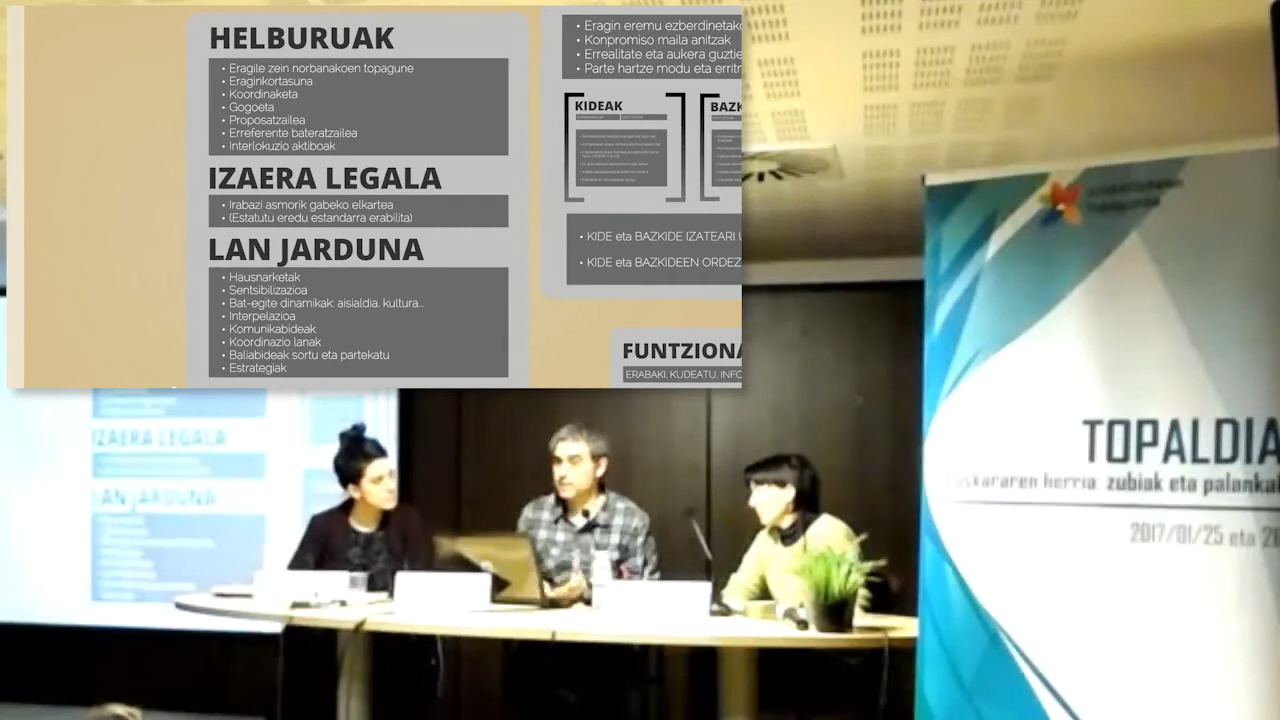 HELBURUAK
• Eragile zein norbanakoen topagune
• Eraginkortasuna
• Koordinaketa
• Gogoeta
• Proposatzailea
• Erreferente bateratzailea
• Interlokuzio aktiboak
IZAERA LEGALA
• Irabazi asmorik gabeko elkartea
• (Estatutu eredu estandarra erabilita)
LAN JARDUNA
• Hausnarketak
• Sentsibilizazioa
• Bat-egite dinamikak: aisialdia, kultura...
• Interpelazioa
• Komunikabideak
• Koordinazio lanak
• Baliabideak sortu eta partekatu
• Estrategiak
• Eragin eremu ezberdinetako
• Konpromiso maila anitzak
• Errealitate eta aukera guztie
• Parte hartze modu eta erritm
KIDEAK
BAZK
• KIDE eta BAZKIDE IZATEARI
• KIDE eta BAZKIDEEN ORDEZ
FUNTZIONA
ERABAKI, KUDEATU, INFO
IZAERA LEGALA
LAN JARDUNA
TOPALDIA
Euskararen herria: zubiak eta palanka
2017/01/25 eta 2